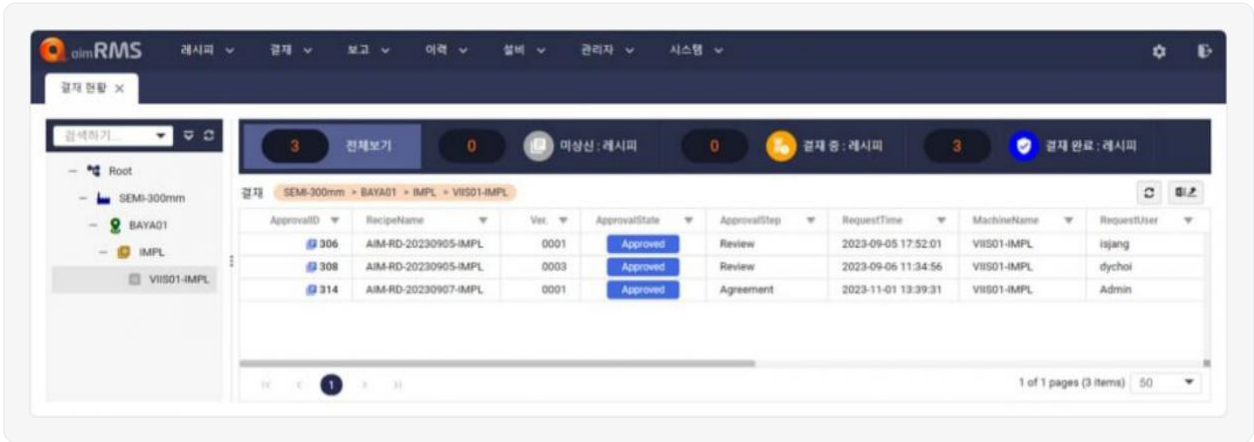 aimRMS 레시피 결재 보고 이력 설비 관리자 시스템
결재 현황 ×
검색하기...
Root
SEMI-300mm
BAYA01
IMPL
VIIS01-IMPL
3 전체보기 0 미상신 : 레시피 0 결재 중 : 레시피 3 결재 완료 : 레시피
결재 SEMI-300mm > BAYA01 > IMPL > VIIS01-IMPL
ApprovalID RecipeName Ver. ApprovalState ApprovalStep RequestTime MachineName RequestUser
306 AIM-RD-20230905-IMPL 0001 Approved Review 2023-09-05 17:52:01 VIIS01-IMPL isjang
308 AIM-RD-20230906-IMPL 0003 Approved Review 2023-09-06 11:34:56 VIIS01-IMPL dychoi
314 AIM-RD-20230907-IMPL 0001 Approved Agreement 2023-11-01 13:39:31 VIIS01-IMPL Admin
1 1 of 1 pages (3 items) 50